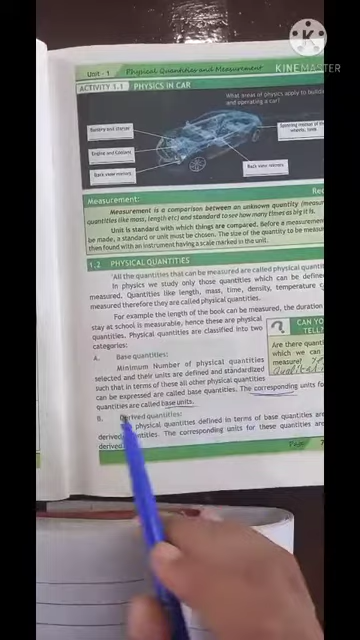 Unit - 1 Physical Quantities and Measurement
KINEMASTER
ACTIVITY 1.1 PHYSICS IN CAR
What areas of physics apply to
and operating a car?
Battery and starter
Engine and Coolant
Back view mirrors
Back view mirrors
Measurement:
Measurement is a comparison between an unknown quantity
quantities like mass, length etc) and standard to see how many times as big it is.
Unit is standard with which things are compared. Before a
be made, a standard or unit must be chosen. The size of the quantity to be
then found with an instrument having a scale marked in the unit.
1.2 PHYSICAL QUANTITIES
"All the quantities that can be measured are called physical
In physics we study only those quantities which can be
measured. Quantities like length, mass, time, density, temperature
measured therefore they are called physical quantities.
For example the length of the book can be measured, the duration
stay at school is measurable, hence these are physical
quantities. Physical quantities are classified into two
categories:
CAN
TELL?
Are there
which we can
measure?
A. Base quantities:
Minimum Number of physical quantities
selected and their units are defined and standardized
such that in terms of these all other physical quantities
can be expressed are called base quantities. The corresponding units
quantities are called base units.
B. Derived quantities:
physical quantities defined in terms of base quantities are
derived The corresponding units for these quantities are
derived
7